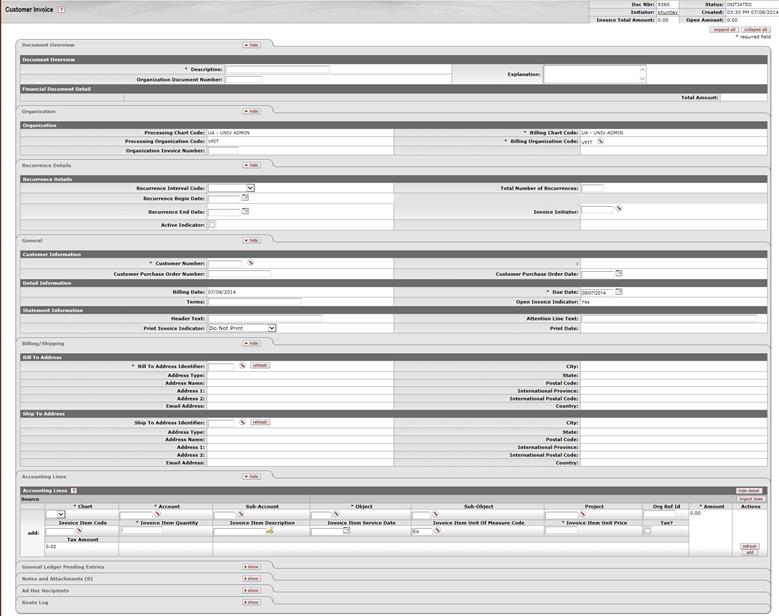 Customer Invoice ?
Doc Nbr: 9360 Status: INITIATED
Initiator: khuntley Created: 03:30 PM 07/08/2014
Invoice Total Amount: 0.00 Open Amount: 0.00
expand all collapse all
* required field
Document Overview hide
Document Overview
* Description: Explanation:
Organization Document Number:
Financial Document Detail
Total Amount:
Organization hide
Organization
Processing Chart Code: UA - UNIV ADMIN * Billing Chart Code: UA - UNIV ADMIN
Processing Organization Code: VPIT * Billing Organization Code: VPIT
Organization Invoice Number:
Recurrence Details hide
Recurrence Details
Recurrence Interval Code: Total Number of Recurrences:
Recurrence Begin Date:
Recurrence End Date: Invoice Initiator:
Active Indicator:
General hide
Customer Information
* Customer Number: :
Customer Purchase Order Number: Customer Purchase Order Date:
Detail Information
Billing Date: 07/08/2014 * Due Date: 08/07/2014
Terms: Open Invoice Indicator: Yes
Statement Information
Header Text: Attention Line Text:
Print Invoice Indicator: Do Not Print Print Date:
Billing/Shipping hide
Bill To Address
* Bill To Address Identifier: refresh City:
Address Type: State:
Address Name: Postal Code:
Address 1: International Province:
Address 2: International Postal Code:
Email Address: Country:
Ship To Address
Ship To Address Identifier: refresh City:
Address Type: State:
Address Name: Postal Code:
Address 1: International Province:
Address 2: International Postal Code:
Email Address: Country:
Accounting Lines hide
Accounting Lines ? hide detail
Source import lines
* Chart * Account Sub-Account * Object Sub-Object Project Org Ref Id * Amount Actions
0.00
Invoice Item Code * Invoice Item Quantity Invoice Item Description Invoice Item Service Date Invoice Item Unit Of Measure Code * Invoice Item Unit Price Tax?
add: 1 EA
Tax Amount
0.00 refresh
add
General Ledger Pending Entries show
Notes and Attachments (0) show
Ad Hoc Recipients show
Route Log show